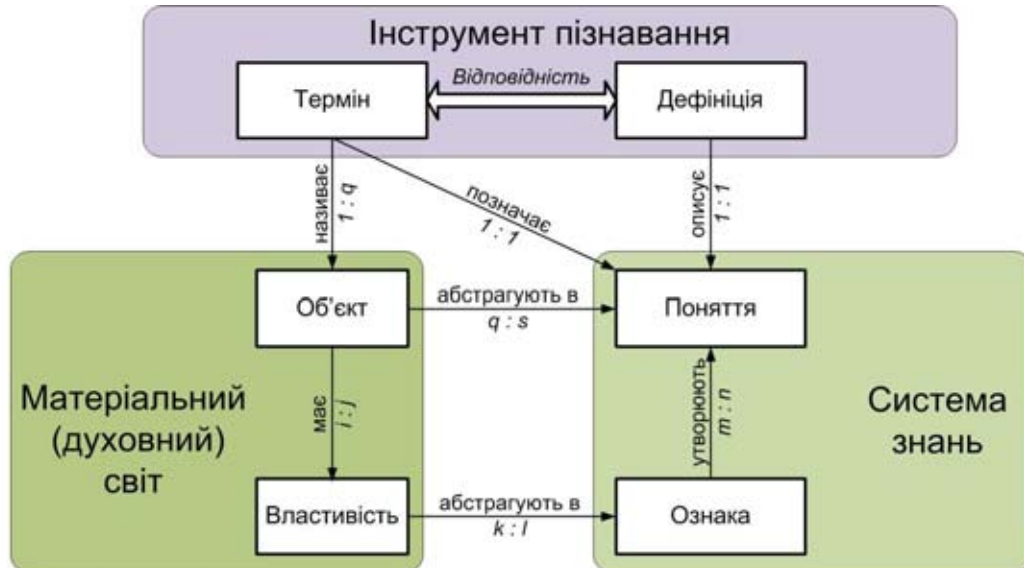 Інструмент пізнавання
Відповідність
Термін
Дефініція
називає
1 : q
позначає
1 : 1
описує
1 : 1
Об’єкт
абстрагують в
q : s
Поняття
Матеріальний
(духовний)
світ
має
i : j
утворюють
m : n
Система
знань
Властивість
абстрагують в
k : l
Ознака